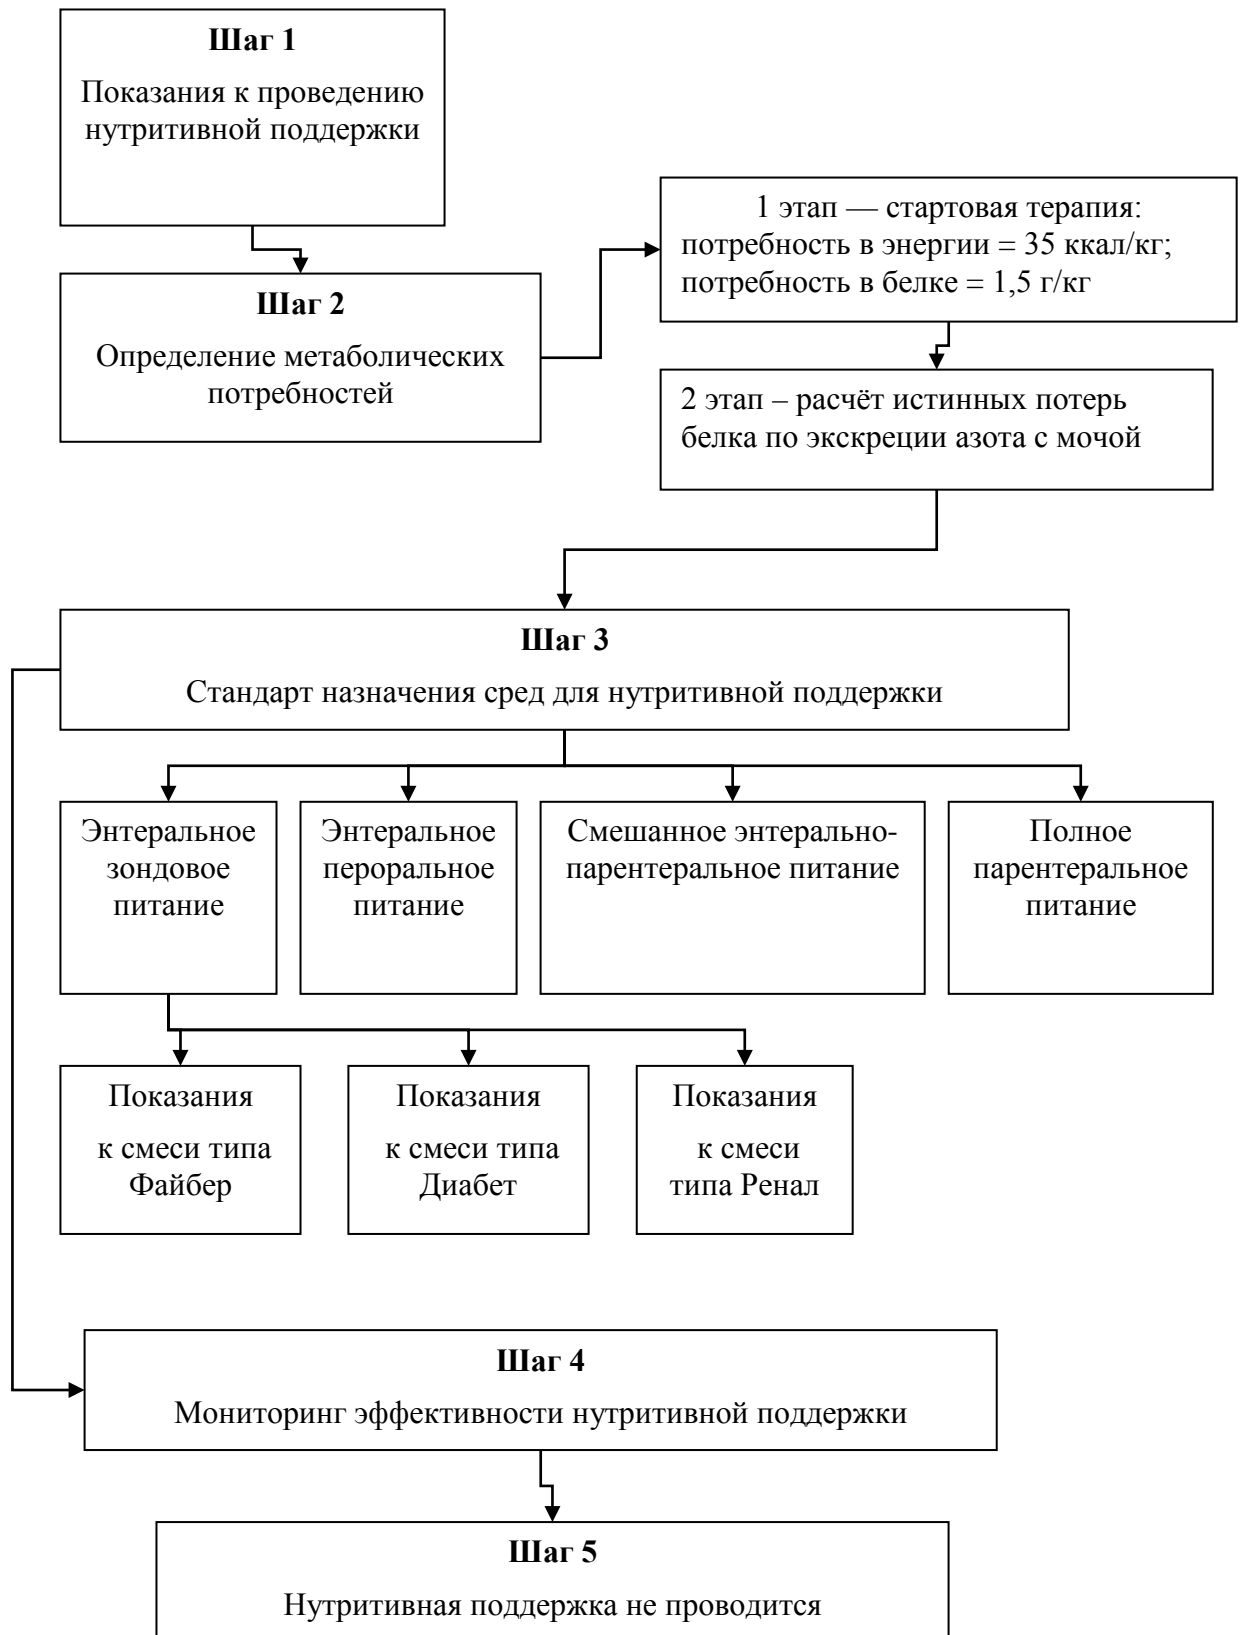 Шаг 1
Показания к проведению
нутритивной поддержки
1 этап — стартовая терапия:
потребность в энергии = 35 ккал/кг;
потребность в белке = 1,5 г/кг
Шаг 2
Определение метаболических
потребностей
2 этап – расчёт истинных потерь
белка по экскреции азота с мочой
Шаг 3
Стандарт назначения сред для нутритивной поддержки
Энтеральное
зондовое
питание
Энтеральное
пероральное
питание
Смешанное энтерально-
парентеральное питание
Полное
парентеральное
питание
Показания
к смеси типа
Файбер
Показания
к смеси типа
Диабет
Показания
к смеси
типа Ренал
Шаг 4
Мониторинг эффективности нутритивной поддержки
Шаг 5
Нутритивная поддержка не проводится